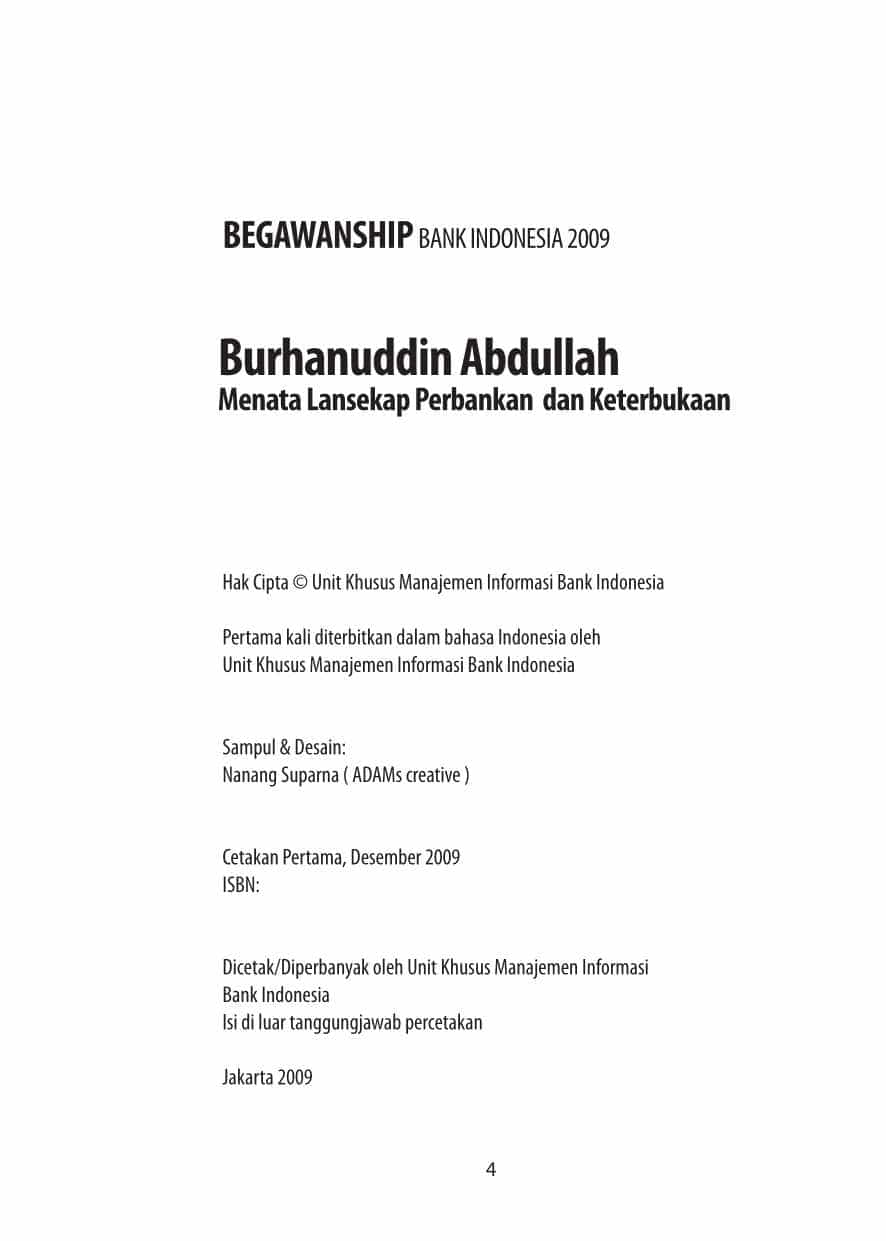 BEGAWANSHIP BANK INDONESIA 2009
Burhanuddin Abdullah
Menata Lansekap Perbankan dan Keterbukaan
Hak Cipta © Unit Khusus Manajemen Informasi Bank Indonesia
Pertama kali diterbitkan dalam bahasa Indonesia oleh
Unit Khusus Manajemen Informasi Bank Indonesia
Sampul & Desain:
Nanang Suparna ( ADAMs creative )
Cetakan Pertama, Desember 2009
ISBN:
Dicetak/Diperbanyak oleh Unit Khusus Manajemen Informasi
Bank Indonesia
Isi di luar tanggungjawab percetakan
Jakarta 2009
4